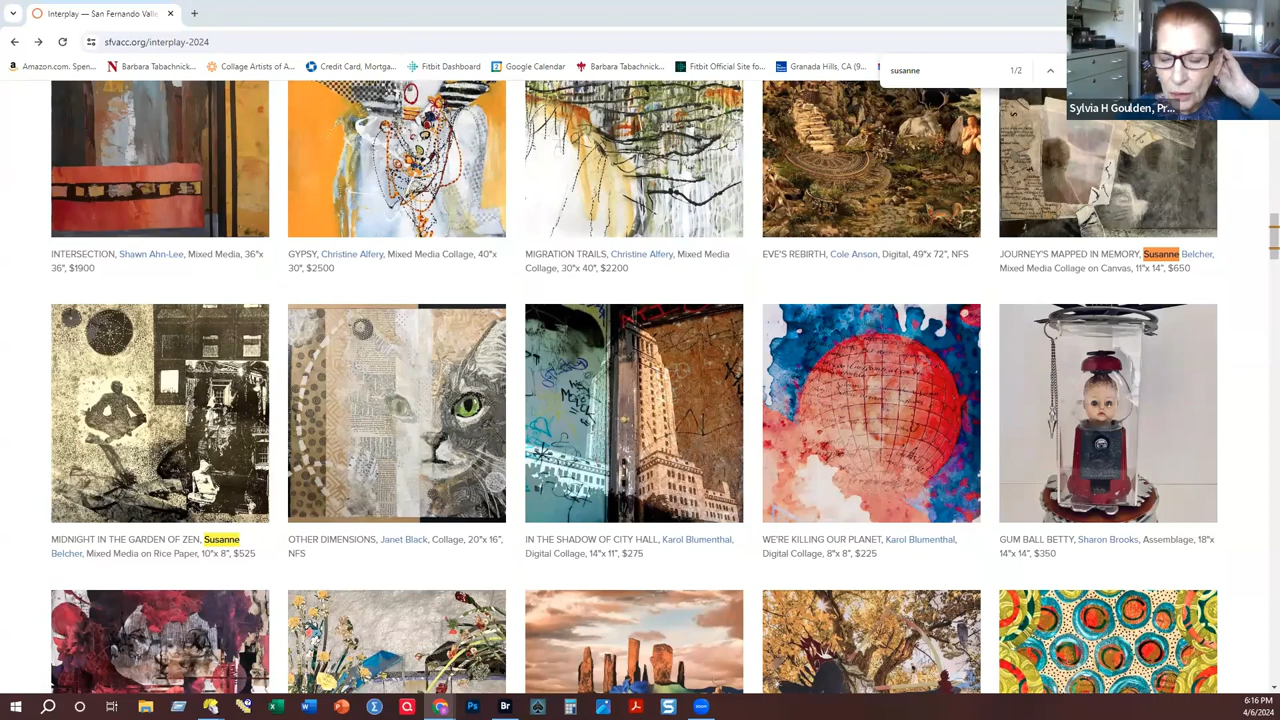 Interplay — San Fernando Valle
sfvacc.org/interplay-2024
Amazon.com. Spen...
Barbara Tabachnick...
Collage Artists of A...
Credit Card, Mortga...
Fitbit Dashboard
Google Calendar
Barbara Tabachnick...
Fitbit Official Site fo...
Granada Hills, CA (9...
susanne
1/2
Sylvia H Goulden, Pr...
INTERSECTION, Shawn Ahn-Lee, Mixed Media, 36"x
36", $1900
GYPSY, Christine Alfery, Mixed Media Collage, 40"x
30", $2500
MIGRATION TRAILS, Christine Alfery, Mixed Media
Collage, 30"x 40", $2200
EVE'S REBIRTH, Cole Anson, Digital, 49"x 72", NFS
JOURNEY'S MAPPED IN MEMORY, Susanne Belcher,
Mixed Media Collage on Canvas, 11"x 14", $650
MIDNIGHT IN THE GARDEN OF ZEN, Susanne
Belcher, Mixed Media on Rice Paper, 10"x 8", $525
OTHER DIMENSIONS, Janet Black, Collage, 20"x 16",
NFS
IN THE SHADOW OF CITY HALL, Karol Blumenthal,
Digital Collage, 14"x 11", $275
WE'RE KILLING OUR PLANET, Karol Blumenthal,
Digital Collage, 8"x 8", $225
GUM BALL BETTY, Sharon Brooks, Assemblage, 18"x
14"x 14", $350
6:16 PM
4/6/2024